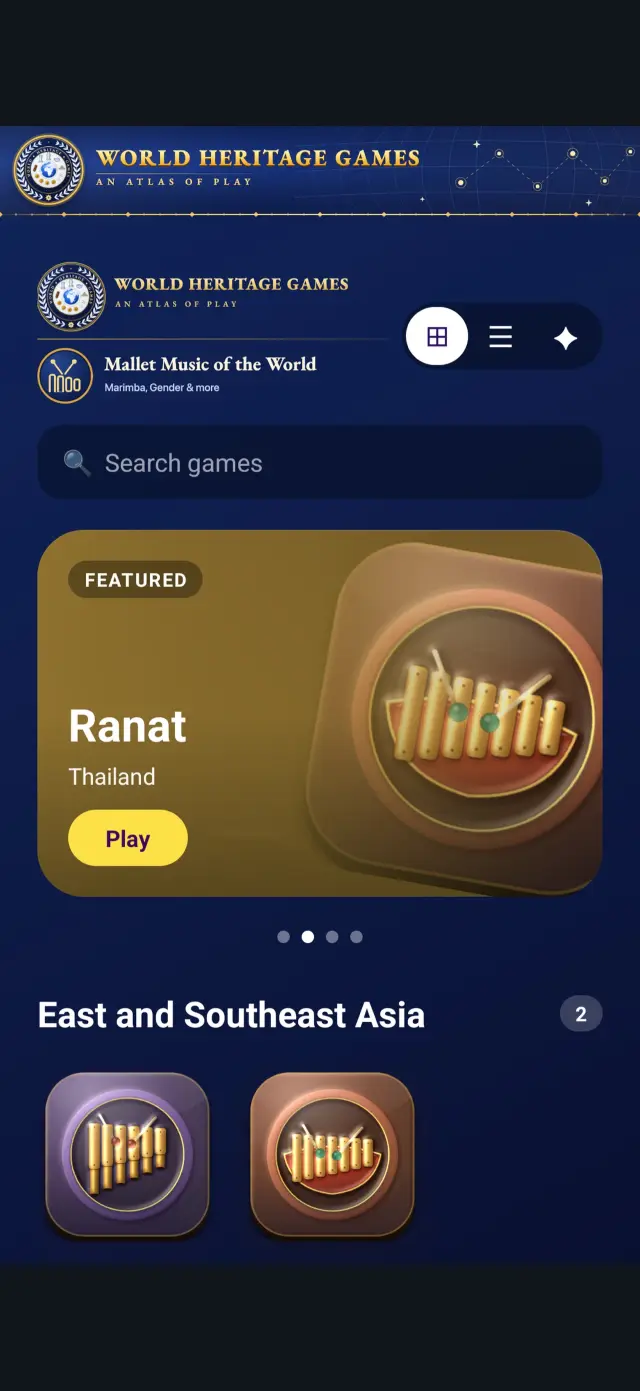 WORLD HERITAGE GAMES
AN ATLAS OF PLAY
WORLD HERITAGE GAMES
AN ATLAS OF PLAY
Mallet Music of the World
Marimba, Gender & more
Search games
FEATURED
Ranat
Thailand
Play
East and Southeast Asia
2